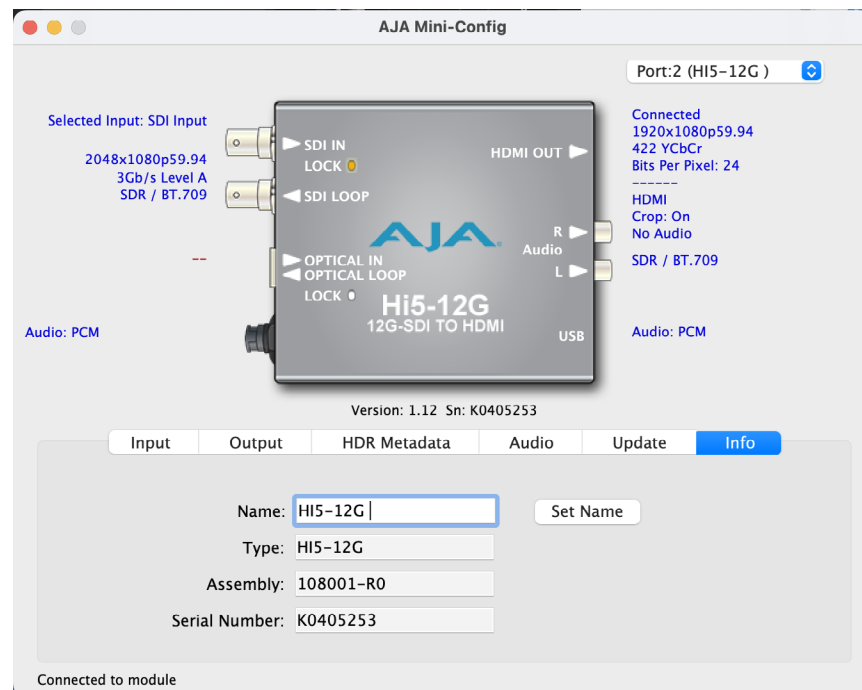 AJA Mini-Config
Port:2 (HI5-12G )
Selected Input: SDI Input
2048x1080p59.94
3Gb/s Level A
SDR / BT.709
--
Audio: PCM
SDI IN
LOCK
SDI LOOP
HDMI OUT
AJA
R
Audio
L
OPTICAL IN
OPTICAL LOOP
LOCK
Hi5-12G
12G-SDI TO HDMI
USB
Connected
1920x1080p59.94
422 YCbCr
Bits Per Pixel: 24
------
HDMI
Crop: On
No Audio
SDR / BT.709
Audio: PCM
Version: 1.12 Sn: K0405253
Input Output HDR Metadata Audio Update Info
Name: HI5-12G Set Name
Type: HI5-12G
Assembly: 108001-R0
Serial Number: K0405253
Connected to module